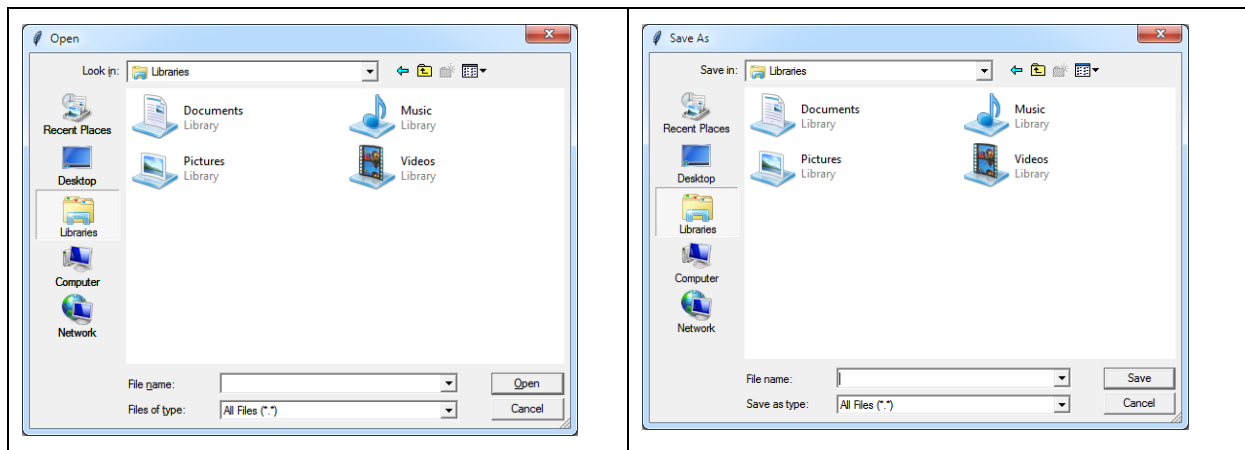 Open
Look in:
Libraries
Recent Places
Desktop
Libraries
Computer
Network
Documents
Library
Music
Library
Pictures
Library
Videos
Library
File name:
Open
Files of type:
All Files (*.*)
Cancel
Save As
Save in:
Libraries
Recent Places
Desktop
Libraries
Computer
Network
Documents
Library
Music
Library
Pictures
Library
Videos
Library
File name:
Save
Save as type:
All Files (*.*)
Cancel